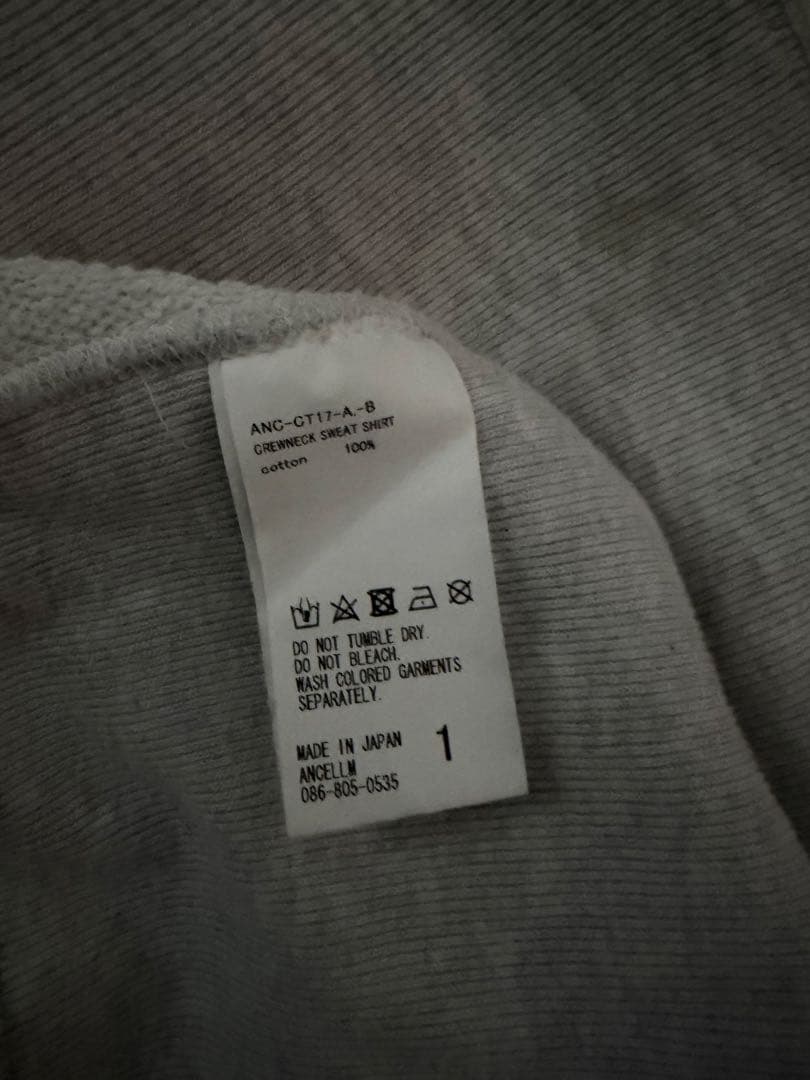 ANC-CT17-A,-B
CREWNECK SWEAT SHIRT
cotton 100%
DO NOT TUMBLE DRY.
DO NOT BLEACH.
WASH COLORED GARMENTS
SEPARATELY.
MADE IN JAPAN 1
ANCELLM
086-805-0535